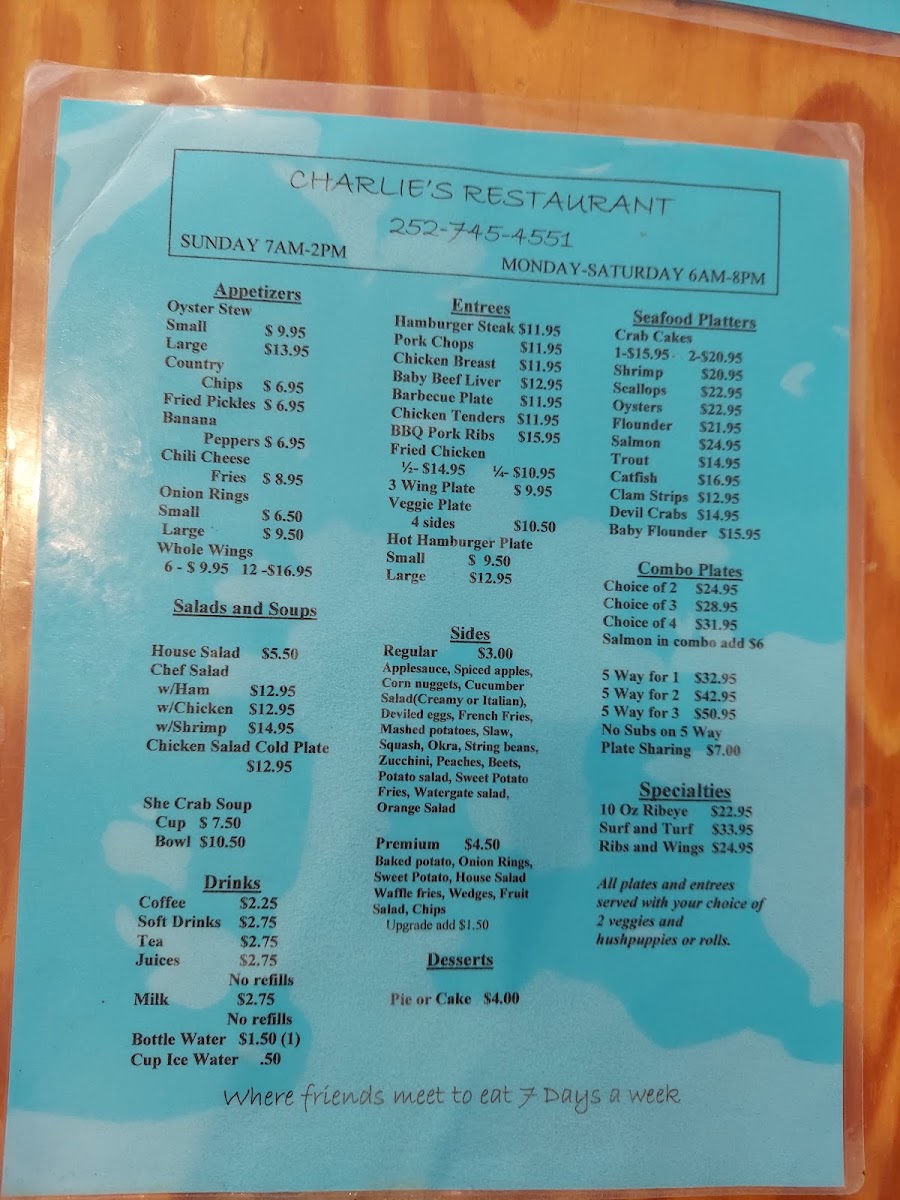 CHARLIE'S RESTAURANT
252-745-4551
SUNDAY 7AM-2PM
MONDAY-SATURDAY 6AM-8PM
Appetizers
Oyster Stew
Small $ 9.95
Large $13.95
Country
Chips $ 6.95
Fried Pickles $ 6.95
Banana
Peppers $ 6.95
Chili Cheese
Fries $ 8.95
Onion Rings
Small $ 6.50
Large $ 9.50
Whole Wings
6 - $ 9.95 12 -$16.95
Salads and Soups
House Salad $5.50
Chef Salad
w/Ham $12.95
w/Chicken $12.95
w/Shrimp $14.95
Chicken Salad Cold Plate
$12.95
She Crab Soup
Cup $ 7.50
Bowl $10.50
Drinks
Coffee $2.25
Soft Drinks $2.75
Tea $2.75
Juices $2.75
No refills
Milk $2.75
No refills
Bottle Water $1.50 (1)
Cup Ice Water .50
Entrees
Hamburger Steak $11.95
Pork Chops $11.95
Chicken Breast $11.95
Baby Beef Liver $12.95
Barbecue Plate $11.95
Chicken Tenders $11.95
BBQ Pork Ribs $15.95
Fried Chicken
½- $14.95 ¼- $10.95
3 Wing Plate $ 9.95
Veggie Plate
4 sides $10.50
Hot Hamburger Plate
Small $ 9.50
Large $12.95
Sides
Regular $3.00
Applesauce, Spiced apples,
Corn nuggets, Cucumber
Salad(Creamy or Italian),
Deviled eggs, French Fries,
Mashed potatoes, Slaw,
Squash, Okra, String beans,
Zucchini, Peaches, Beets,
Potato salad, Sweet Potato
Fries, Watergate salad,
Orange Salad
Premium $4.50
Baked potato, Onion Rings,
Sweet Potato, House Salad
Waffle fries, Wedges, Fruit
Salad, Chips
Upgrade add $1.50
Desserts
Pie or Cake $4.00
Seafood Platters
Crab Cakes
1-$15.95 2-$20.95
Shrimp $20.95
Scallops $22.95
Oysters $22.95
Flounder $21.95
Salmon $24.95
Trout $14.95
Catfish $16.95
Clam Strips $12.95
Devil Crabs $14.95
Baby Flounder $15.95
Combo Plates
Choice of 2 $24.95
Choice of 3 $28.95
Choice of 4 $31.95
Salmon in combo add $6
5 Way for 1 $32.95
5 Way for 2 $42.95
5 Way for 3 $50.95
No Subs on 5 Way
Plate Sharing $7.00
Specialties
10 Oz Ribeye $22.95
Surf and Turf $33.95
Ribs and Wings $24.95
All plates and entrees
served with your choice of
2 veggies and
hushpuppies or rolls.
Where friends meet to eat 7 Days a week